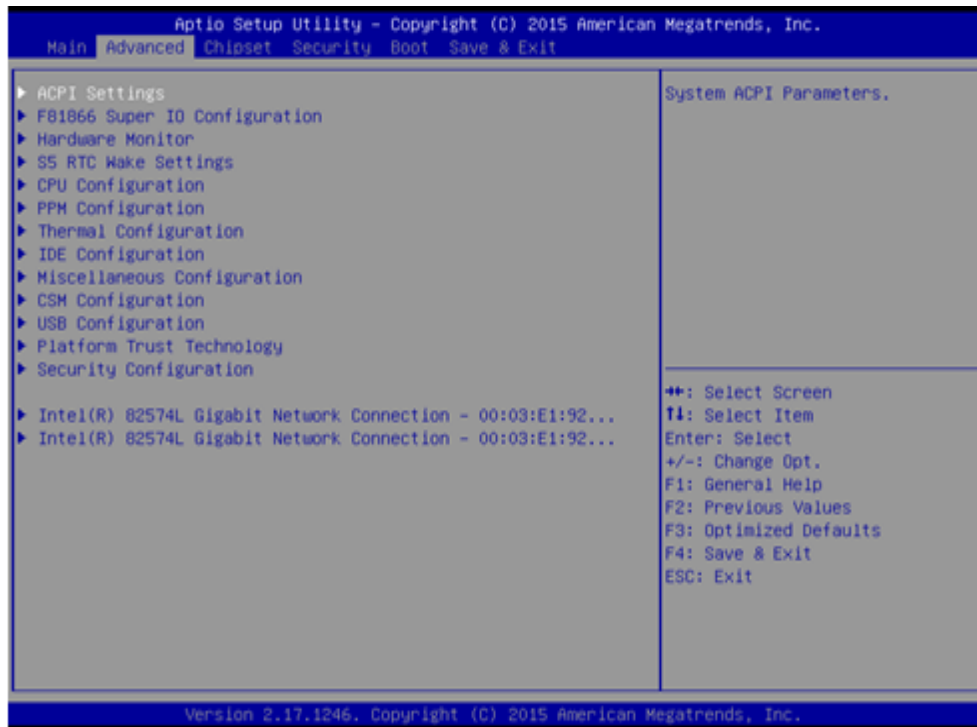 Aptio Setup Utility – Copyright (C) 2015 American Megatrends, Inc.
Main Advanced Chipset Security Boot Save & Exit
ACPI Settings
F81866 Super IO Configuration
Hardware Monitor
S5 RTC Wake Settings
CPU Configuration
PPM Configuration
Thermal Configuration
IDE Configuration
Miscellaneous Configuration
CSM Configuration
USB Configuration
Platform Trust Technology
Security Configuration
Intel(R) 82574L Gigabit Network Connection – 00:03:E1:92...
Intel(R) 82574L Gigabit Network Connection – 00:03:E1:92...
System ACPI Parameters.
→←: Select Screen
↑↓: Select Item
Enter: Select
+/-: Change Opt.
F1: General Help
F2: Previous Values
F3: Optimized Defaults
F4: Save & Exit
ESC: Exit
Version 2.17.1246. Copyright (C) 2015 American Megatrends, Inc.